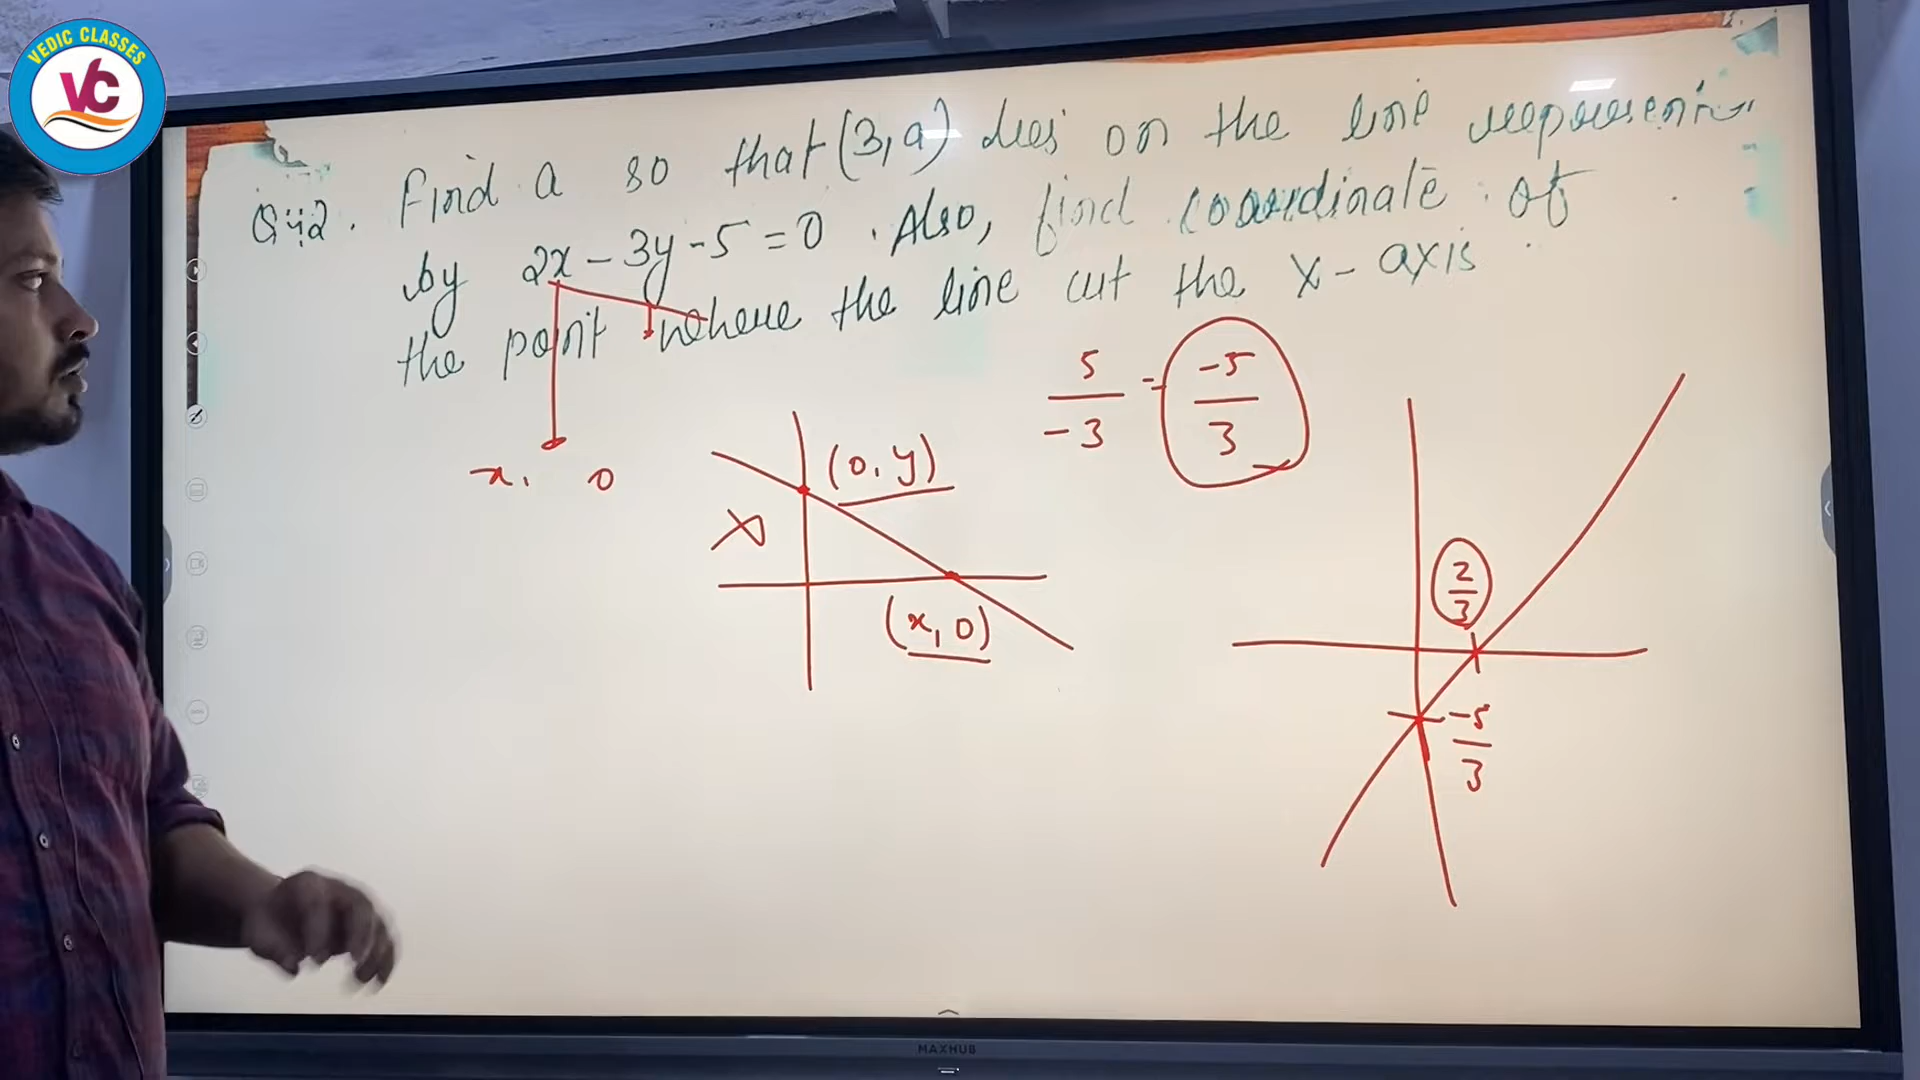 VEDIC CLASSES
VC
Q.42. Find a so that (3,a) lies on the line
by 2x - 3y - 5 = 0 . Also, find coordinate of
the point where the line cut the x-axis
5/-3 = -5/3
x, 0
(0, y)
(x, 0)
2/3
-5/3
MAXHUB